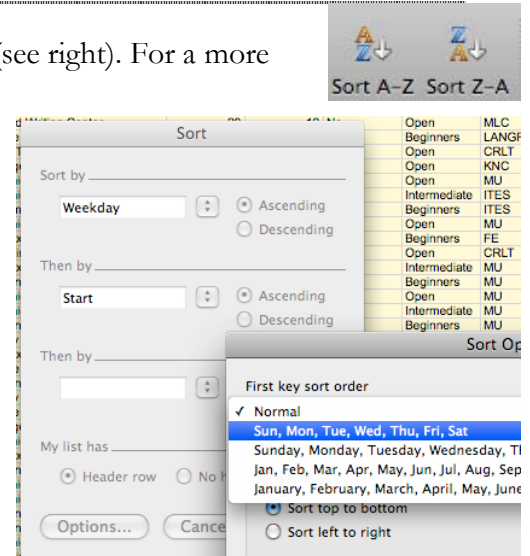 (see right). For a more
Sort A-Z Sort Z-A
Open MLC
Beginners
Open CRLT
Open KNC
Open MU
Intermediate ITES
Beginners ITES
Open MU
Beginners FE
Open CRLT
Intermediate MU
Beginners MU
Open MU
Intermediate MU
Beginners MU
Sort
Sort by
Weekday
Ascending
Descending
Then by
Start
Ascending
Descending
Then by
My list has
Header row
Options...
Sort
First key sort order
✓ Normal
Sun, Mon, Tue, Wed, Thu, Fri, Sat
Sunday, Monday, Tuesday,
Jan, Feb, Mar, Apr, May, Jun, Jul, Aug, Sep
January, February, March, April, May, June
Sort top to bottom
Sort left to right